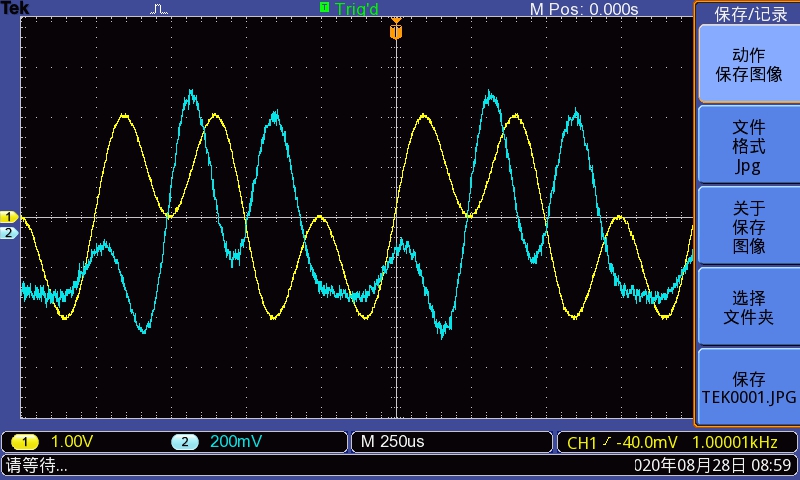 Tek T Trig'd M Pos: 0.000s
T
保存/记录
动作
保存图像
文件
格式
Jpg
关于
保存
图像
选择
文件夹
保存
TEK0001.JPG
1
2
1 1.00V 2 200mV M 250us CH1 -40.0mV 1.00001kHz
请等待... 020年08月28日 08:59